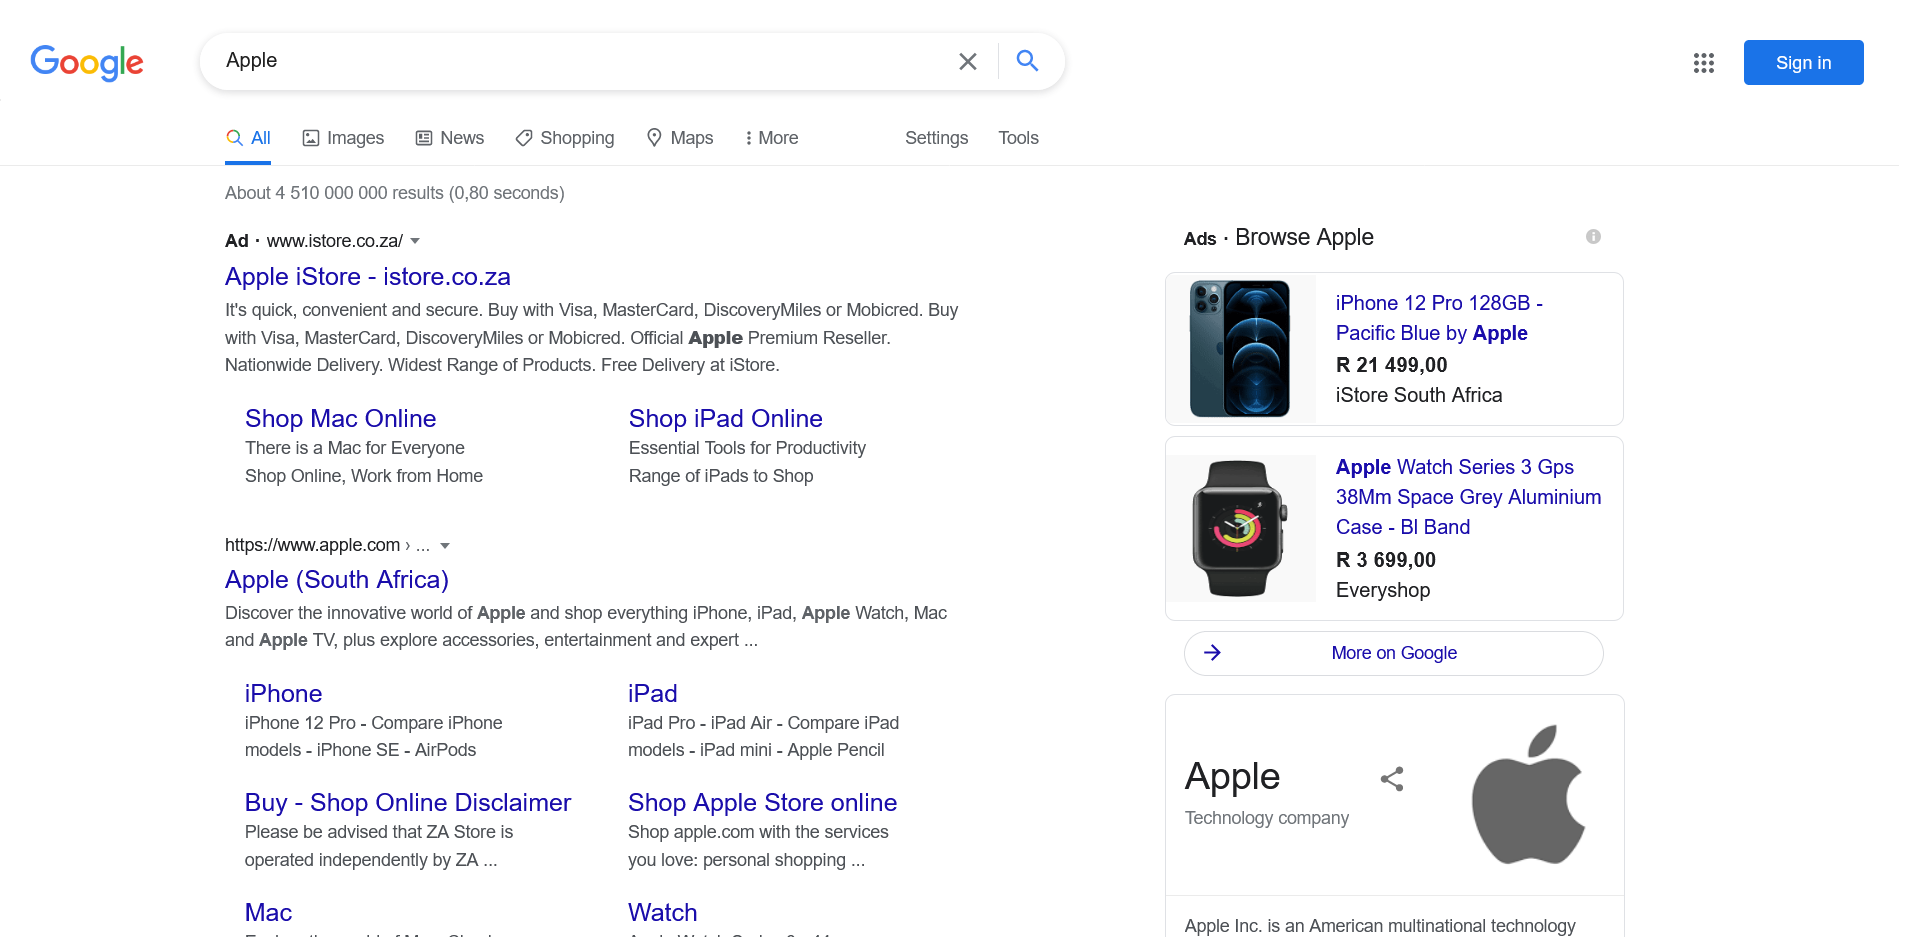 Google
Apple
Sign in
All
Images
News
Shopping
Maps
More
Settings
Tools
About 4 510 000 000 results (0,80 seconds)
Ad · www.istore.co.za/
Apple iStore - istore.co.za
It's quick, convenient and secure. Buy with Visa, MasterCard, DiscoveryMiles or Mobicred. Buy
with Visa, MasterCard, DiscoveryMiles or Mobicred. Official Apple Premium Reseller.
Nationwide Delivery. Widest Range of Products. Free Delivery at iStore.
Shop Mac Online
There is a Mac for Everyone
Shop Online, Work from Home
Shop iPad Online
Essential Tools for Productivity
Range of iPads to Shop
https://www.apple.com › ...
Apple (South Africa)
Discover the innovative world of Apple and shop everything iPhone, iPad, Apple Watch, Mac
and Apple TV, plus explore accessories, entertainment and expert ...
iPhone
iPhone 12 Pro - Compare iPhone
models - iPhone SE - AirPods
iPad
iPad Pro - iPad Air - Compare iPad
models - iPad mini - Apple Pencil
Buy - Shop Online Disclaimer
Please be advised that ZA Store is
operated independently by ZA ...
Shop Apple Store online
Shop apple.com with the services
you love: personal shopping ...
Mac
Watch
Ads · Browse Apple
iPhone 12 Pro 128GB -
Pacific Blue by Apple
R 21 499,00
iStore South Africa
Apple Watch Series 3 Gps
38Mm Space Grey Aluminium
Case - Bl Band
R 3 699,00
Everyshop
More on Google
Apple
Technology company
Apple Inc. is an American multinational technology